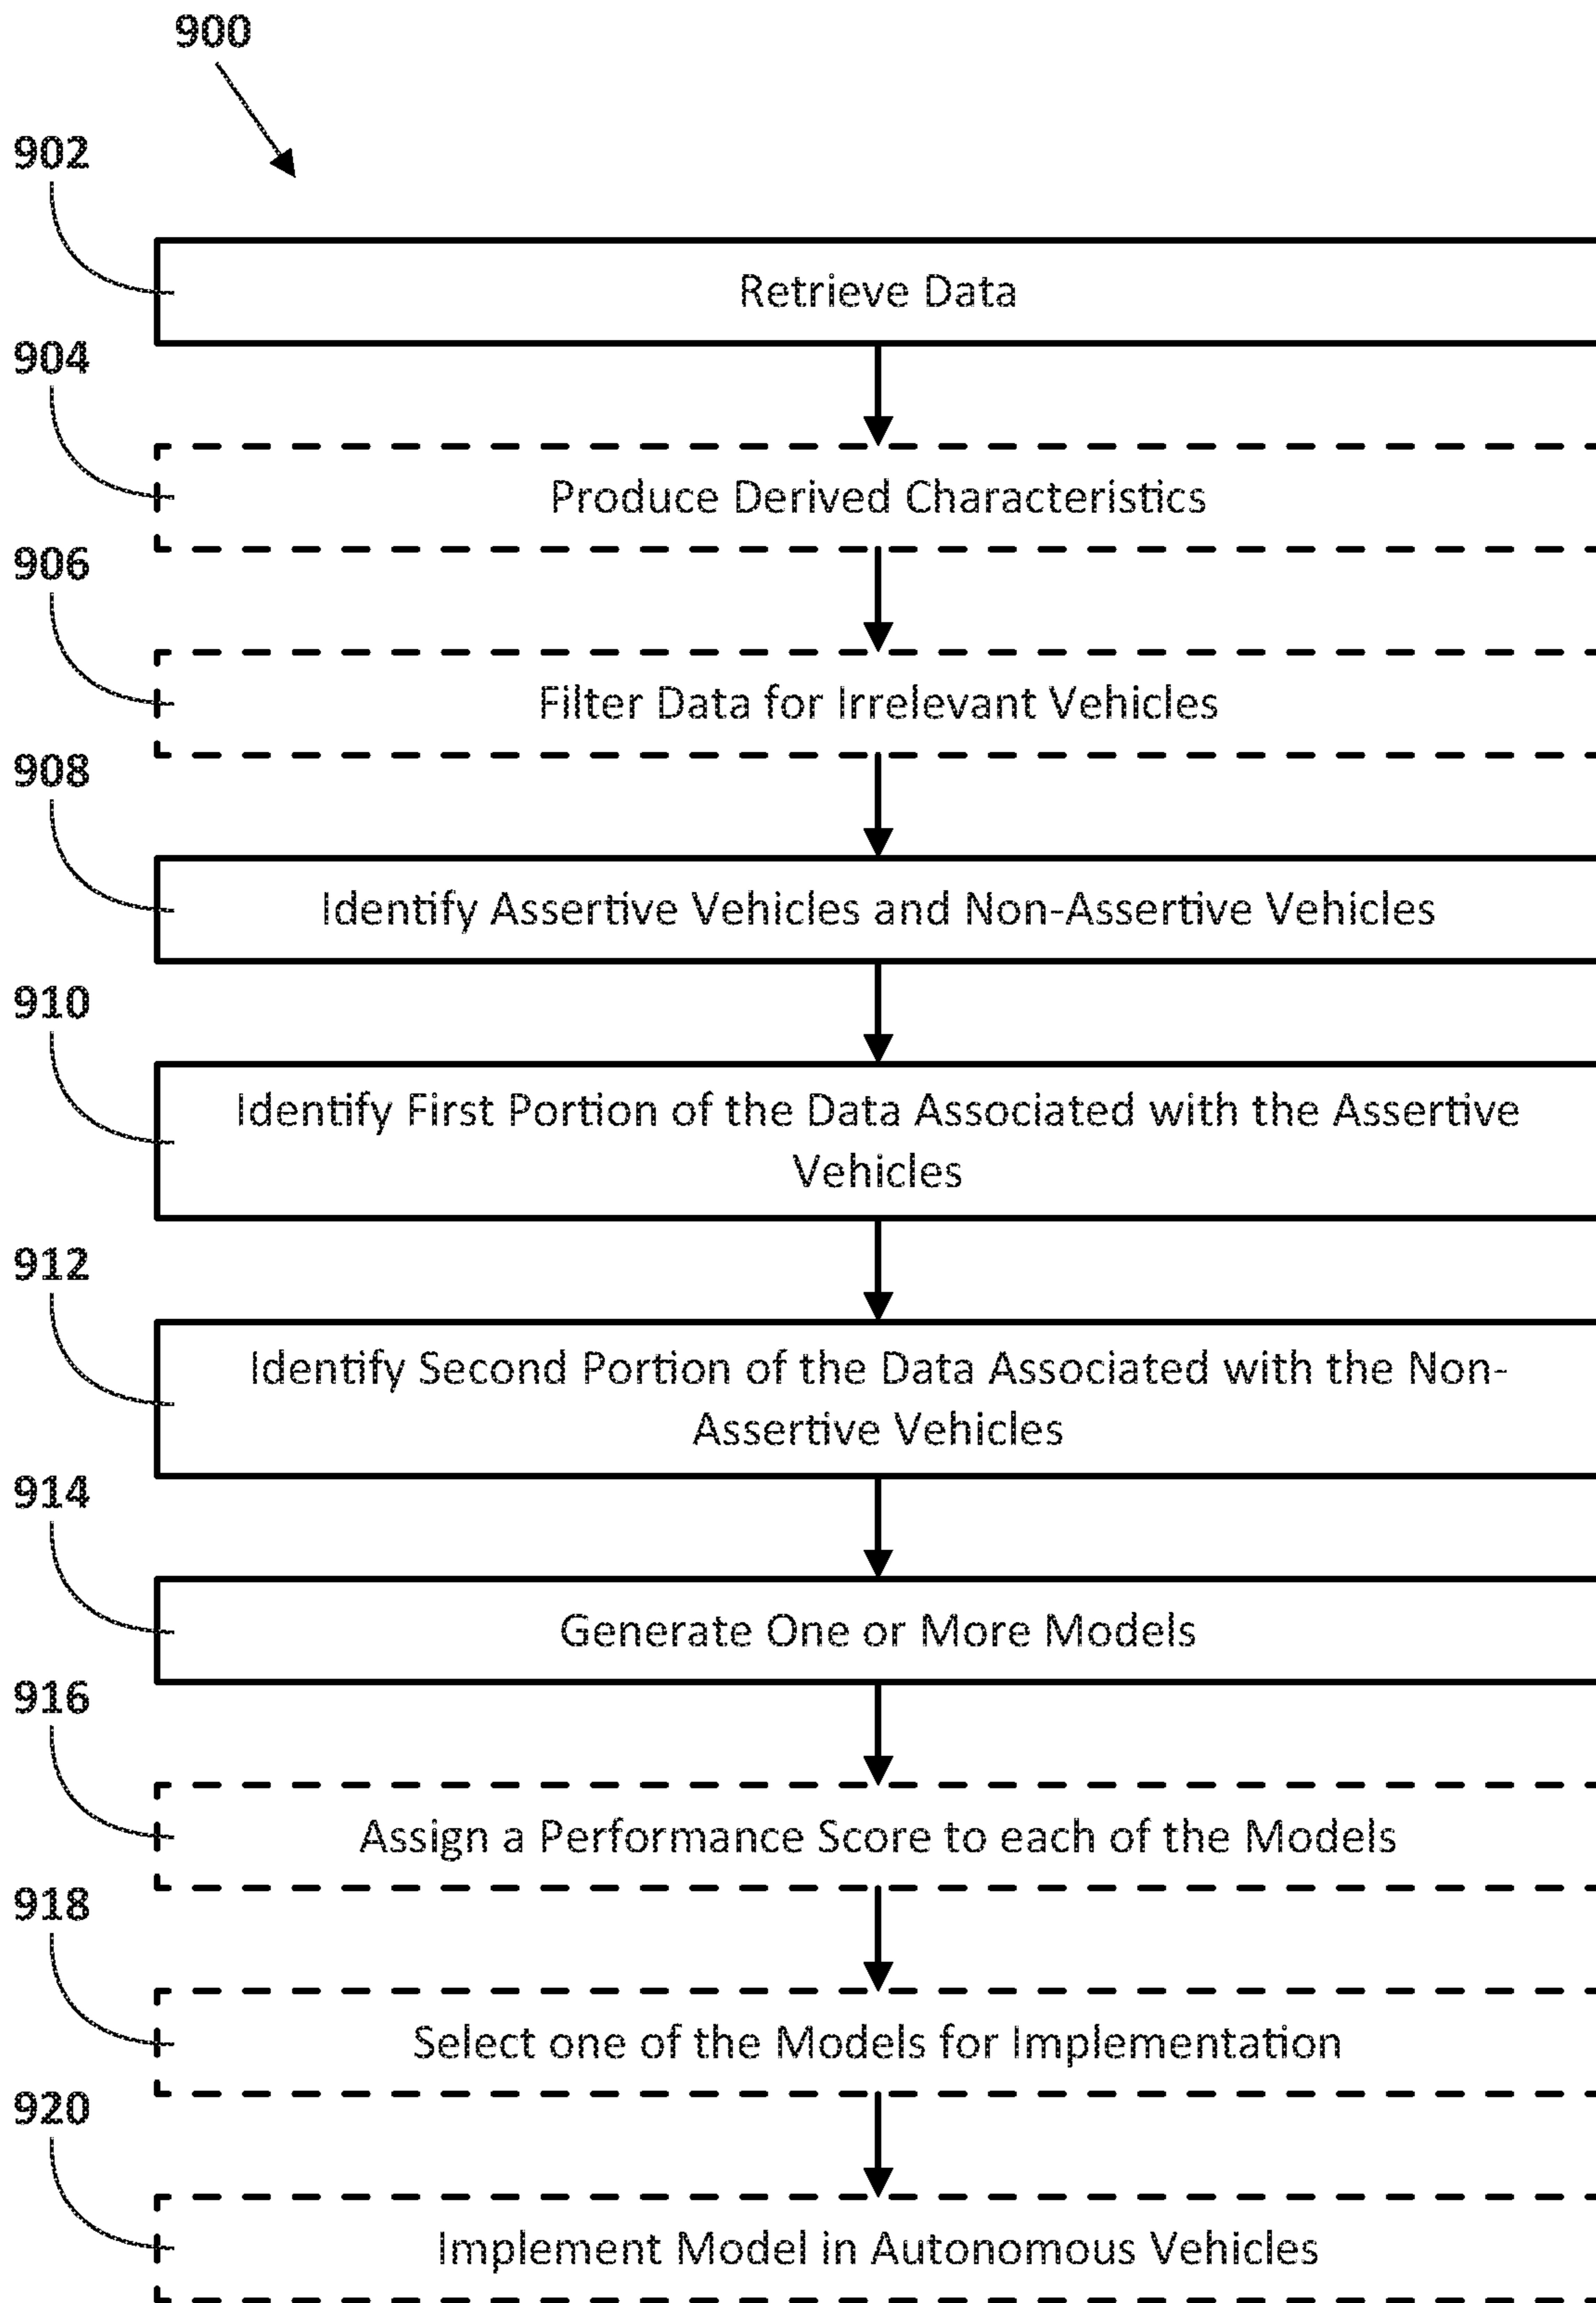 900
902
Retrieve Data
904
Produce Derived Characteristics
906
Filter Data for Irrelevant Vehicles
908
Identify Assertive Vehicles and Non-Assertive Vehicles
910
Identify First Portion of the Data Associated with the Assertive
Vehicles
912
Identify Second Portion of the Data Associated with the Non-
Assertive Vehicles
914
Generate One or More Models
916
Assign a Performance Score to each of the Models
918
Select one of the Models for Implementation
920
Implement Model in Autonomous Vehicles